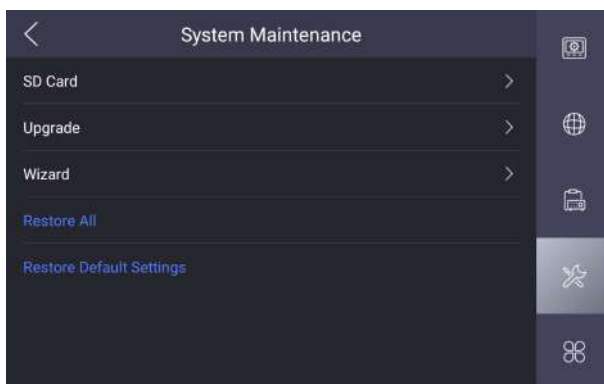 System Maintenance
SD Card
Upgrade
Wizard
Restore All
Restore Default Settings